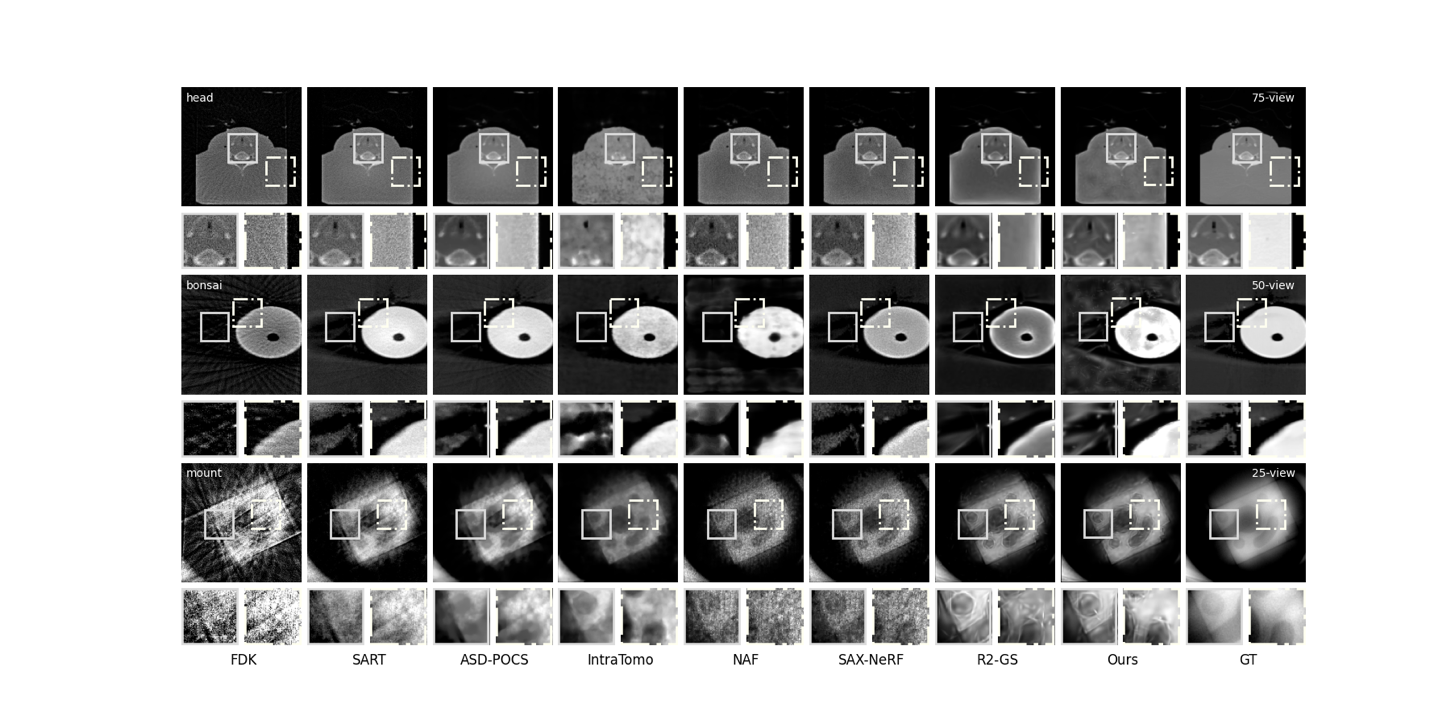 head
75-view
bonsai
50-view
mount
25-view
FDK SART ASD-POCS IntraTomo NAF SAX-NeRF R2-GS Ours GT